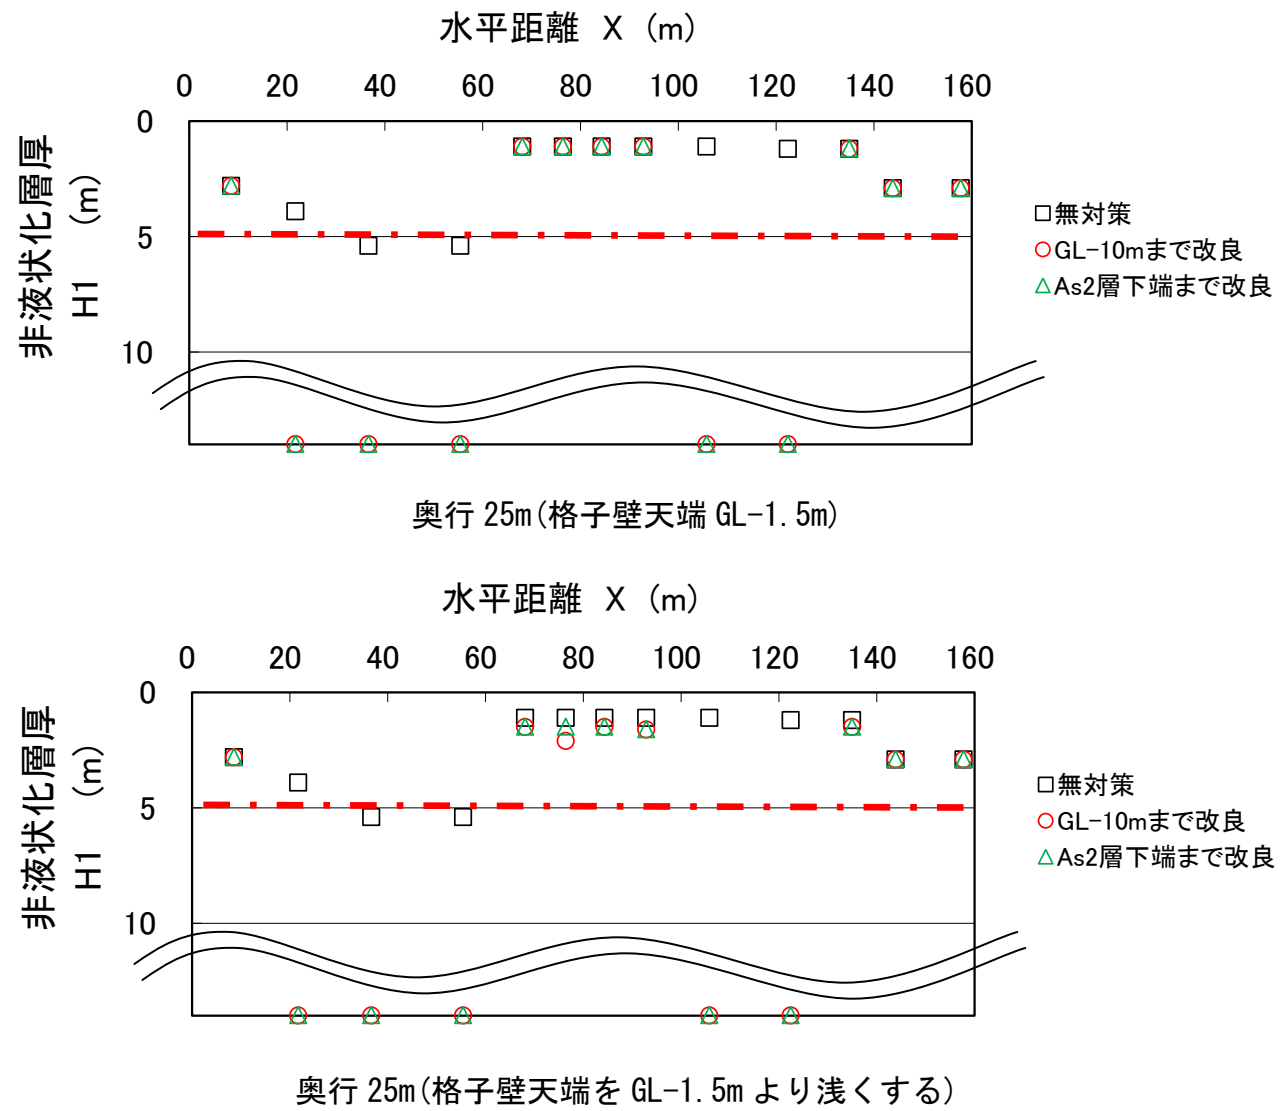 水平距離 X (m)
0 20 40 60 80 100 120 140 160
非液状化層厚
H1 (m)
0
5
10
□無対策
○GL-10mまで改良
△As2層下端まで改良
奥行 25m(格子壁天端 GL-1.5m)
水平距離 X (m)
0 20 40 60 80 100 120 140 160
非液状化層厚
H1 (m)
0
5
10
□無対策
○GL-10mまで改良
△As2層下端まで改良
奥行 25m(格子壁天端を GL-1.5m より浅くする)